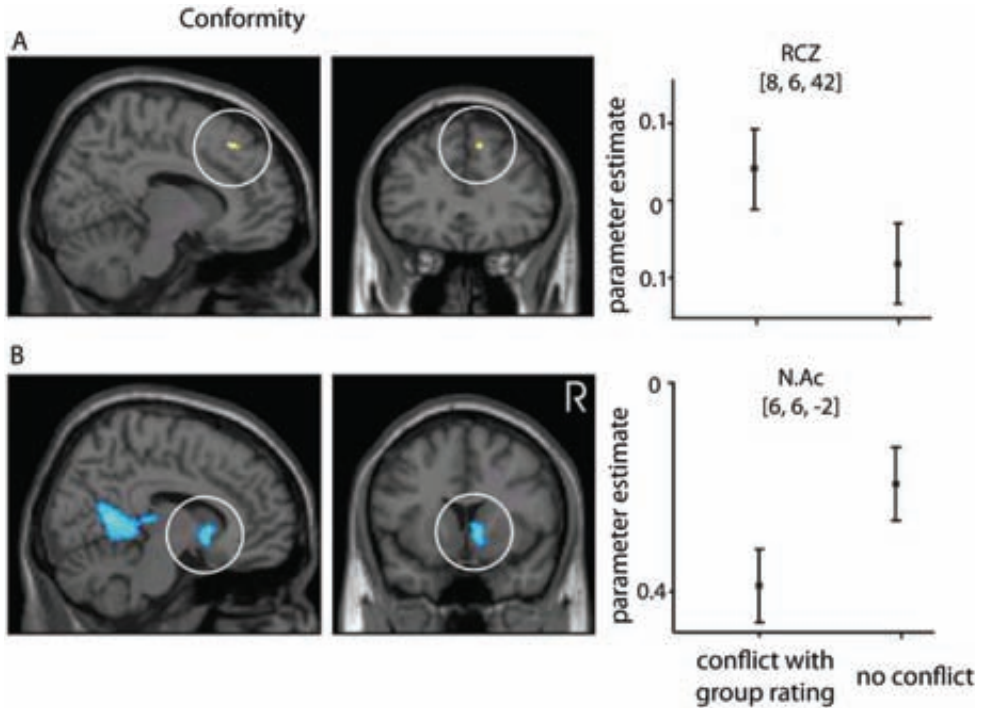 Conformity
A
RCZ
[8, 6, 42]
parameter estimate
0.1
0
0.1
B
R
N.Ac
[6, 6, -2]
parameter estimate
0
0.4
conflict with
group rating
no conflict